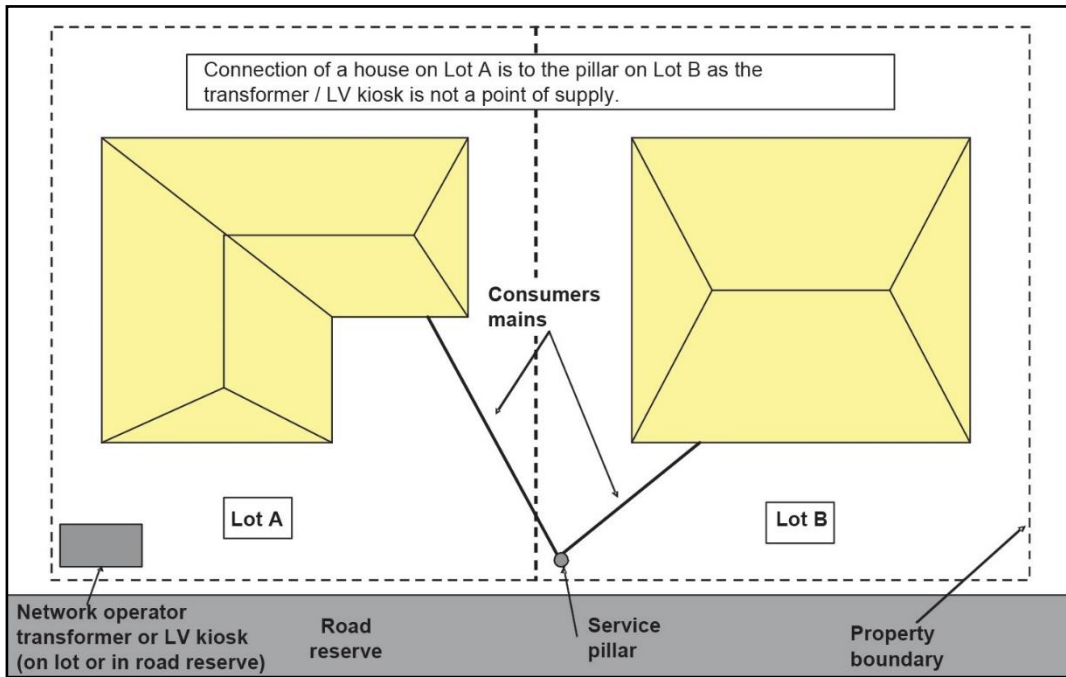 Connection of a house on Lot A is to the pillar on Lot B as the
transformer / LV kiosk is not a point of supply.
Consumers
mains
Lot A
Lot B
Network operator
transformer or LV kiosk
(on lot or in road reserve)
Road
reserve
Service
pillar
Property
boundary